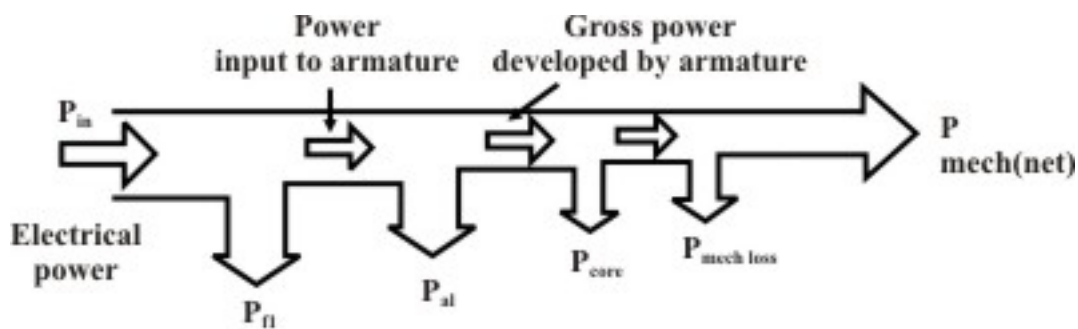 Power
input to armature
Gross power
developed by armature
P in
P
mech(net)
Electrical
power
P fl
P al
P core
P mech loss